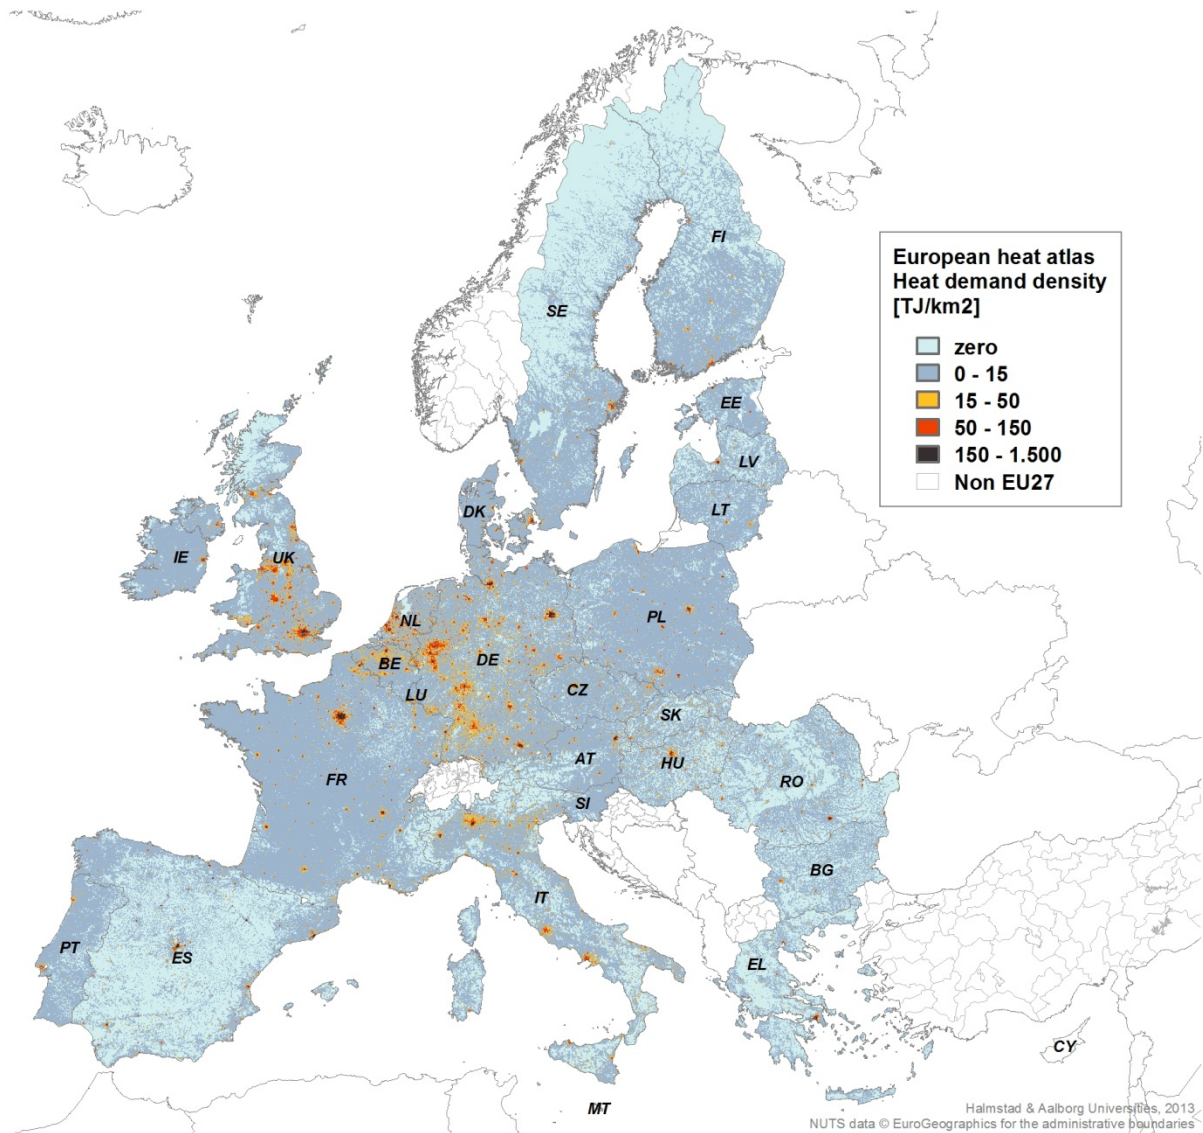 FI
European heat atlas
Heat demand density
[TJ/km2]
zero
0 - 15
15 - 50
50 - 150
150 - 1.500
Non EU27
SE
EE
LV
DK
LT
IE
UK
NL
PL
BE
DE
LU
CZ
SK
AT
HU
FR
RO
SI
BG
IT
PT
ES
EL
CY
MT
Halmstad & Aalborg Universities, 2013
NUTS data © EuroGeographics for the administrative boundaries